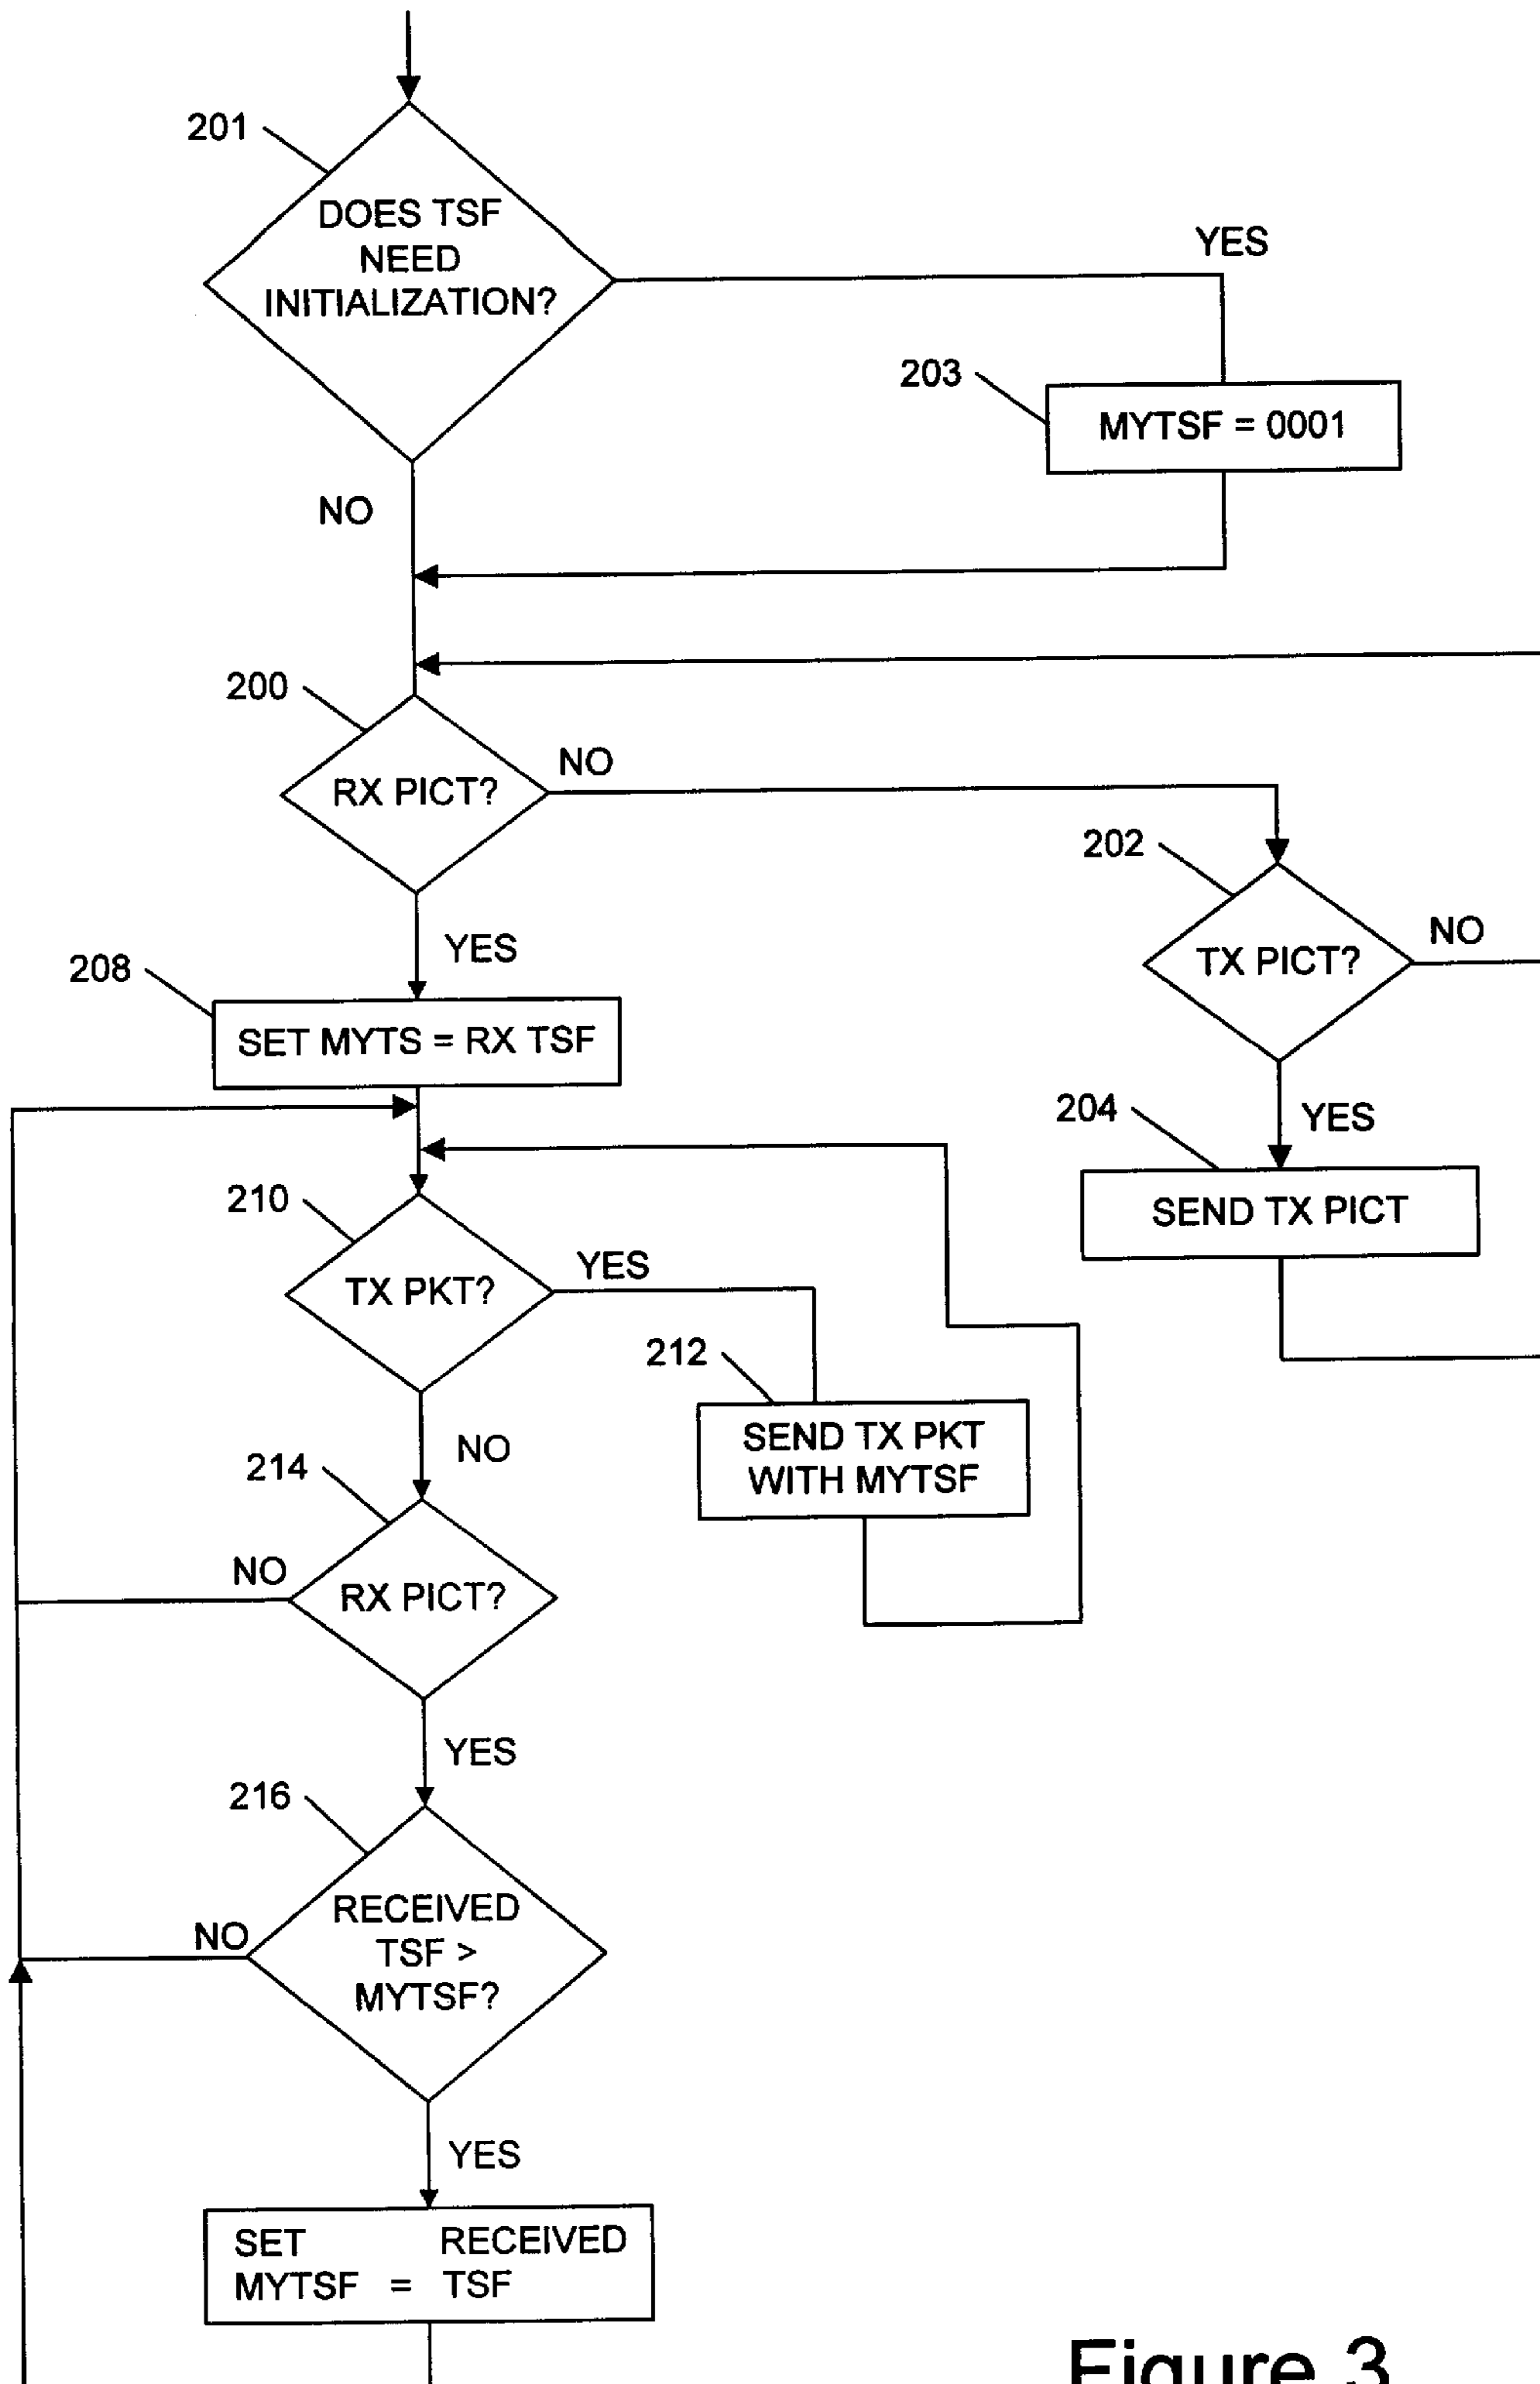 201
DOES TSF
NEED
INITIALIZATION?
YES
203
MYTSF = 0001
NO
200
RX PICT?
NO
202
TX PICT?
NO
YES
208
SET MYTS = RX TSF
204
YES
SEND TX PICT
210
TX PKT?
YES
212
SEND TX PKT
WITH MYTSF
NO
214
NO
RX PICT?
YES
216
RECEIVED
TSF >
MYTSF?
NO
YES
SET RECEIVED
MYTSF = TSF
Figure 3